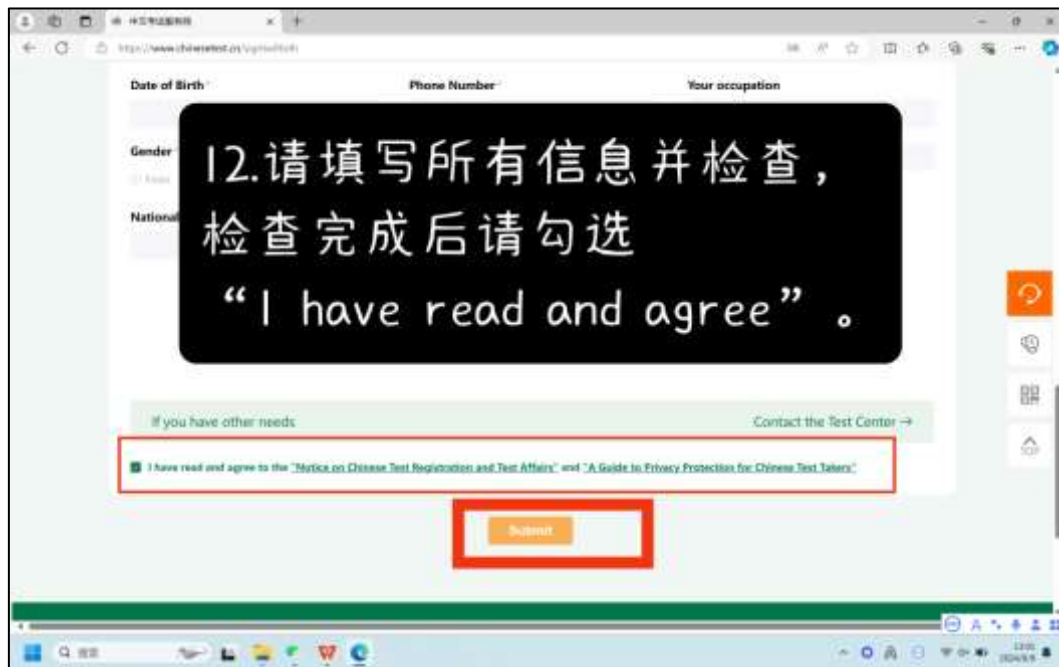 Date of Birth Phone Number Your occupation
Gender
National
12.请填写所有信息并检查,
检查完成后请勾选
“I have read and agree”。
If you have other needs Contact the Test Center →
I have read and agree to the "Notice on Chinese Test Registration and Test Affairs" and "A Guide to Privacy Protection for Chinese Test Takers"
Submit
TOP